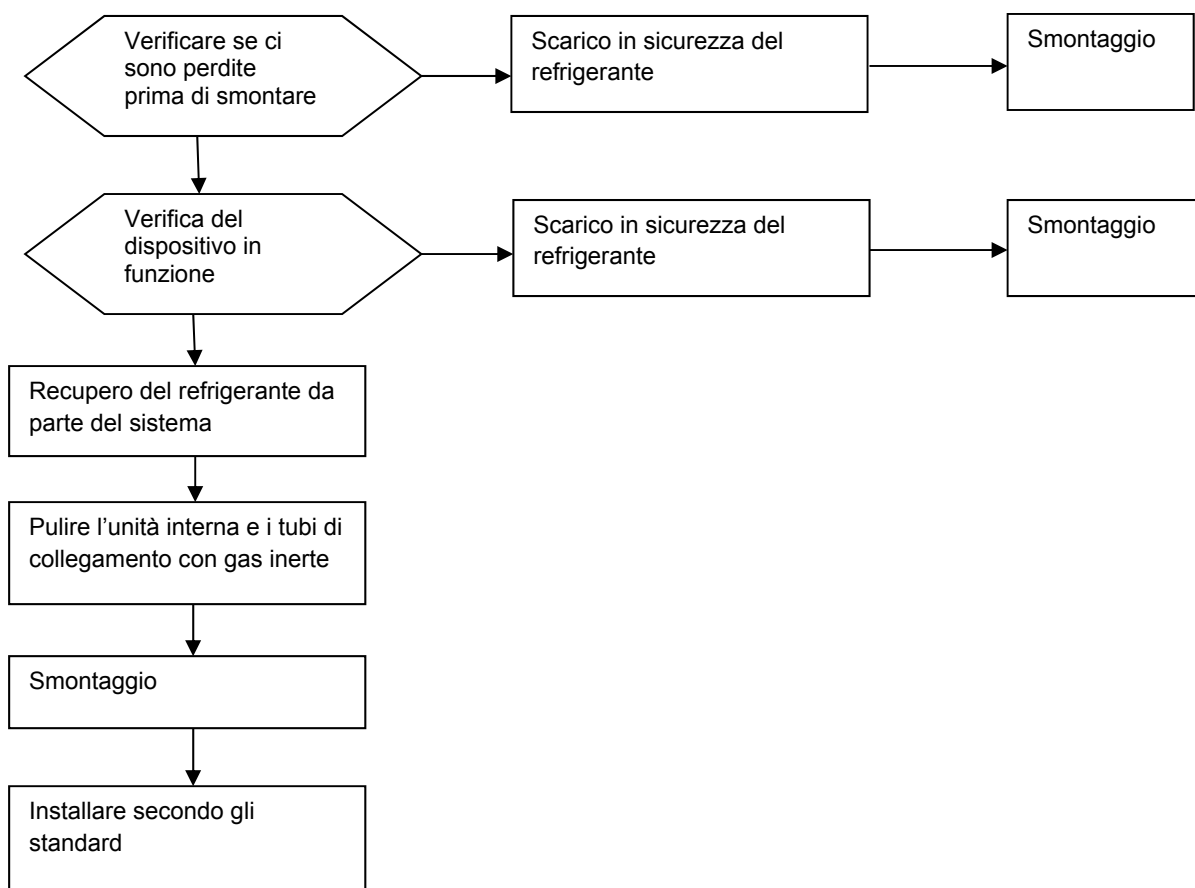 Verificare se ci
sono perdite
prima di smontare
Scarico in sicurezza del
refrigerante
Smontaggio
Verifica del
dispositivo in
funzione
Scarico in sicurezza del
refrigerante
Smontaggio
Recupero del refrigerante da
parte del sistema
Pulire l’unità interna e i tubi di
collegamento con gas inerte
Smontaggio
Installare secondo gli
standard